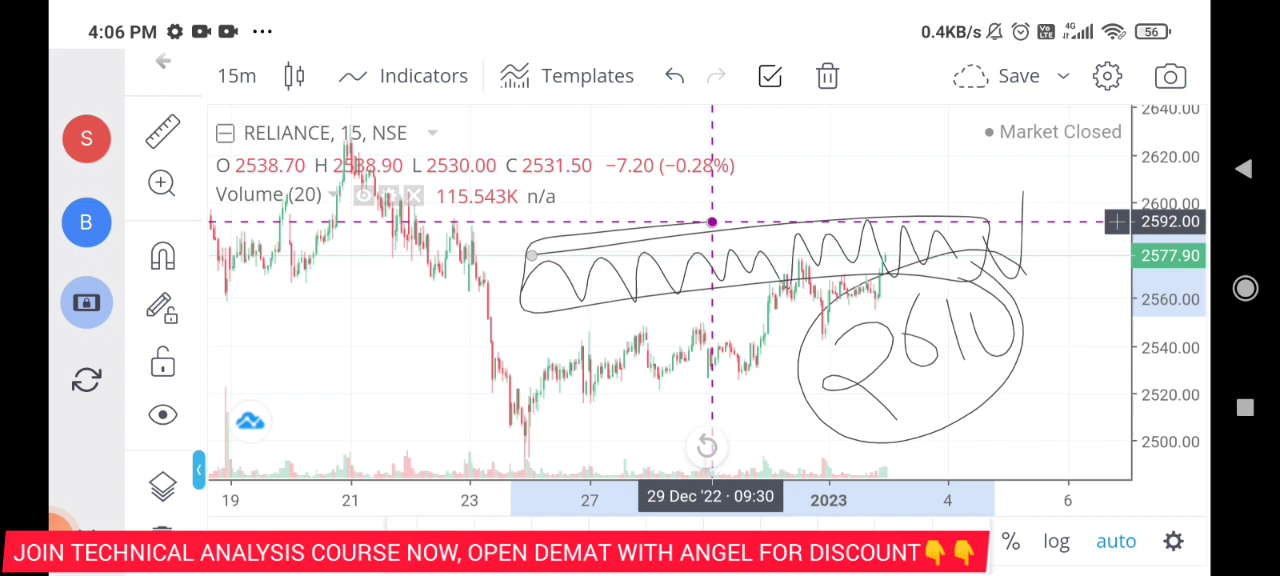 4:06 PM 0.4KB/s Vo LTE 4G 56
15m Indicators Templates Save
S
B
RELIANCE, 15, NSE
Market Closed
O 2538.70 H 2538.90 L 2530.00 C 2531.50 −7.20 (−0.28%)
Volume (20) 115.543K n/a
2640.00
2620.00
2600.00
2592.00
2577.90
2560.00
2540.00
2520.00
2500.00
2610
19 21 23 27 29 Dec '22 · 09:30 2023 4 6
JOIN TECHNICAL ANALYSIS COURSE NOW, OPEN DEMAT WITH ANGEL FOR DISCOUNT👇👇
% log auto